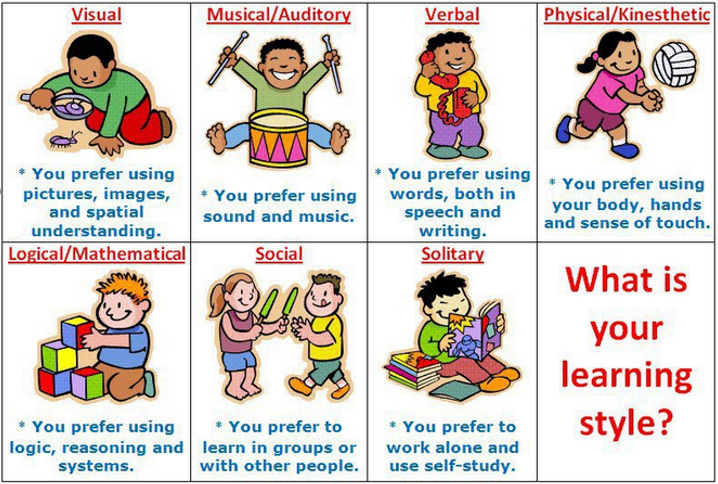 Visual
* You prefer using
pictures, images,
and spatial
understanding.
Musical/Auditory
* You prefer using
sound and music.
Verbal
* You prefer using
words, both in
speech and
writing.
Physical/Kinesthetic
* You prefer using
your body, hands
and sense of touch.
Logical/Mathematical
* You prefer using
logic, reasoning and
systems.
Social
* You prefer to
learn in groups or
with other people.
Solitary
* You prefer to
work alone and
use self-study.
What is
your
learning
style?